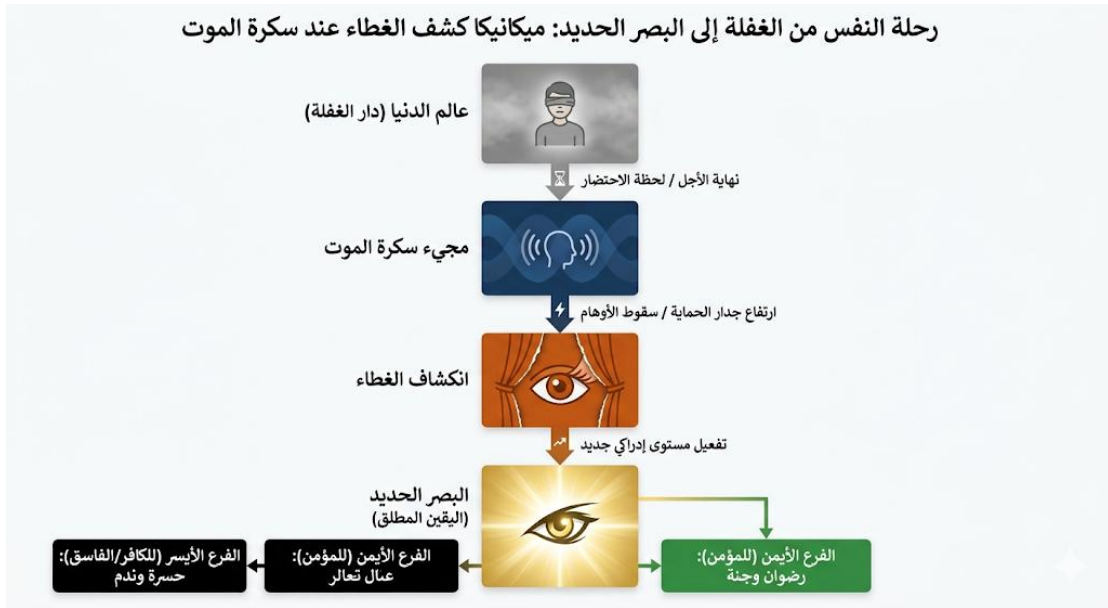 رحلة النفس من الغفلة إلى البصر الحديد: ميكانيكا كشف الغطاء عند سكرة الموت
عالم الدنيا (دار الغفلة)
نهاية الأجل / لحظة الاحتضار
مجيء سكرة الموت
ارتفاع جدار الحماية / سقوط الأوهام
انكشاف الغطاء
تفعيل مستوى إدراكي جديد
البصر الحديد
(اليقين المطلق)
الفرع الأيمن (للمؤمن):
رضوان وجنة
الفرع الأيمن (للمؤمن):
عنال تعالر
الفرع الأيسر (للكافر/الفاسق):
حسرة وندم